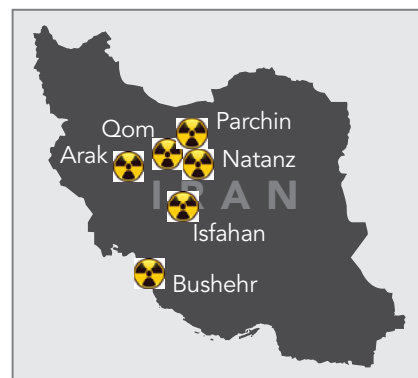 Parchin
Qom
Arak
Natanz
IRAN
Isfahan
Bushehr